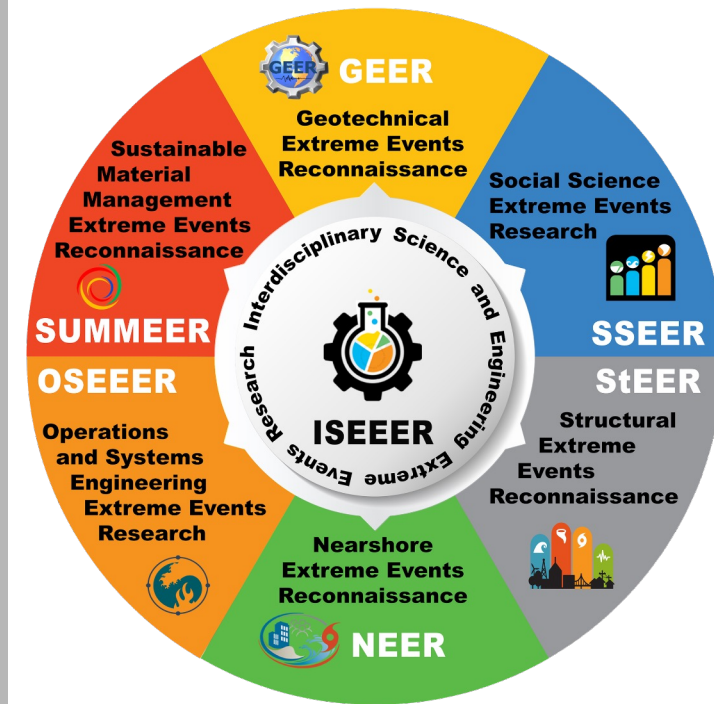 GEER
GEER
Geotechnical
Extreme Events
Reconnaissance
Social Science
Extreme Events
Research
SSEER
StEER
Structural
Extreme
Events
Reconnaissance
Nearshore
Extreme Events
Reconnaissance
NEER
OSEEER
Operations
and Systems
Engineering
Extreme Events
Research
Sustainable
Material
Management
Extreme Events
Reconnaissance
SUMMEER
Interdisciplinary Science and Engineering Extreme Events Research
ISEEER